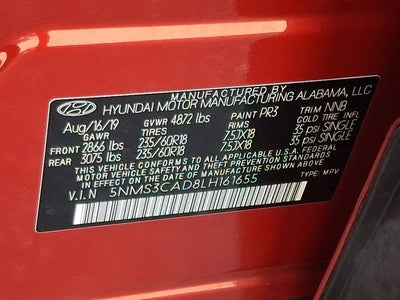 MANUFACTURED BY
HYUNDAI MOTOR MANUFACTURING ALABAMA, LLC
Aug/16/19 GVWR 4872 lbs PAINT PR3 TRIM NNB
GAWR TIRES RIMS COLD TIRE INFL
FRONT 2866 lbs 235/60R18 7.5JX18 35 psi SINGLE
REAR 3075 lbs 235/60R18 7.5JX18 35 psi SINGLE
THIS VEHICLE CONFORMS TO ALL APPLICABLE U.S. FEDERAL
MOTOR VEHICLE SAFETY AND THEFT PREVENTION STANDARDS
IN EFFECT ON THE DATE OF MANUFACTURE SHOWN ABOVE.
V.I.N 5NMS3CAD8LH161655 TYPE: MPV